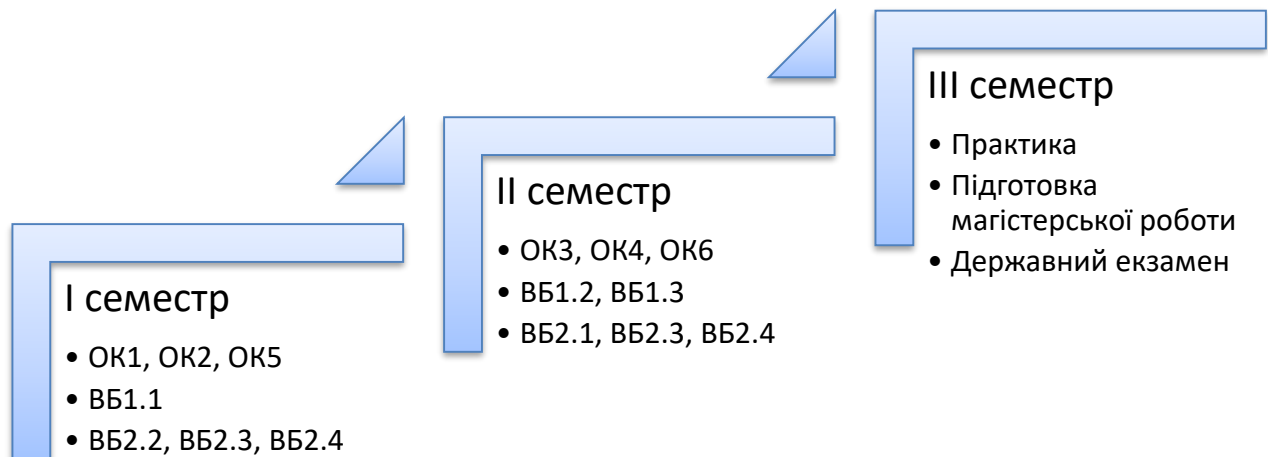 I семестр
• ОК1, ОК2, ОК5
• ВБ1.1
• ВБ2.2, ВБ2.3, ВБ2.4
II семестр
• ОК3, ОК4, ОК6
• ВБ1.2, ВБ1.3
• ВБ2.1, ВБ2.3, ВБ2.4
III семестр
• Практика
• Підготовка
магістерської роботи
• Державний екзамен